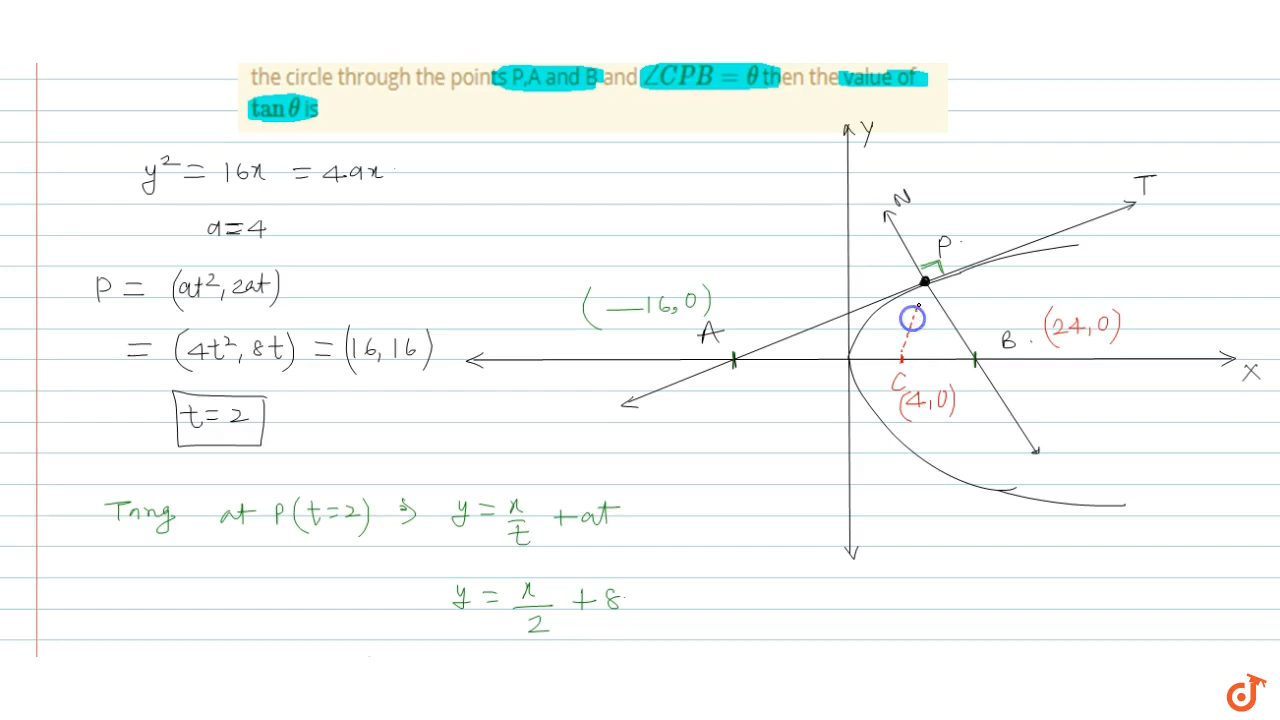 the circle through the points P,A and B and ∠CPB = θ then the value of
tan θ is
y² = 16x = 4ax
a = 4
P = (at², 2at)
= (4t², 8t) = (16, 16)
t = 2
Tang at P(t=2) ⇒ y = x/t + at
y = x/2 + 8
Y
T
N
P
(—16,0)
A
B
(24,0)
C
(4,0)
X